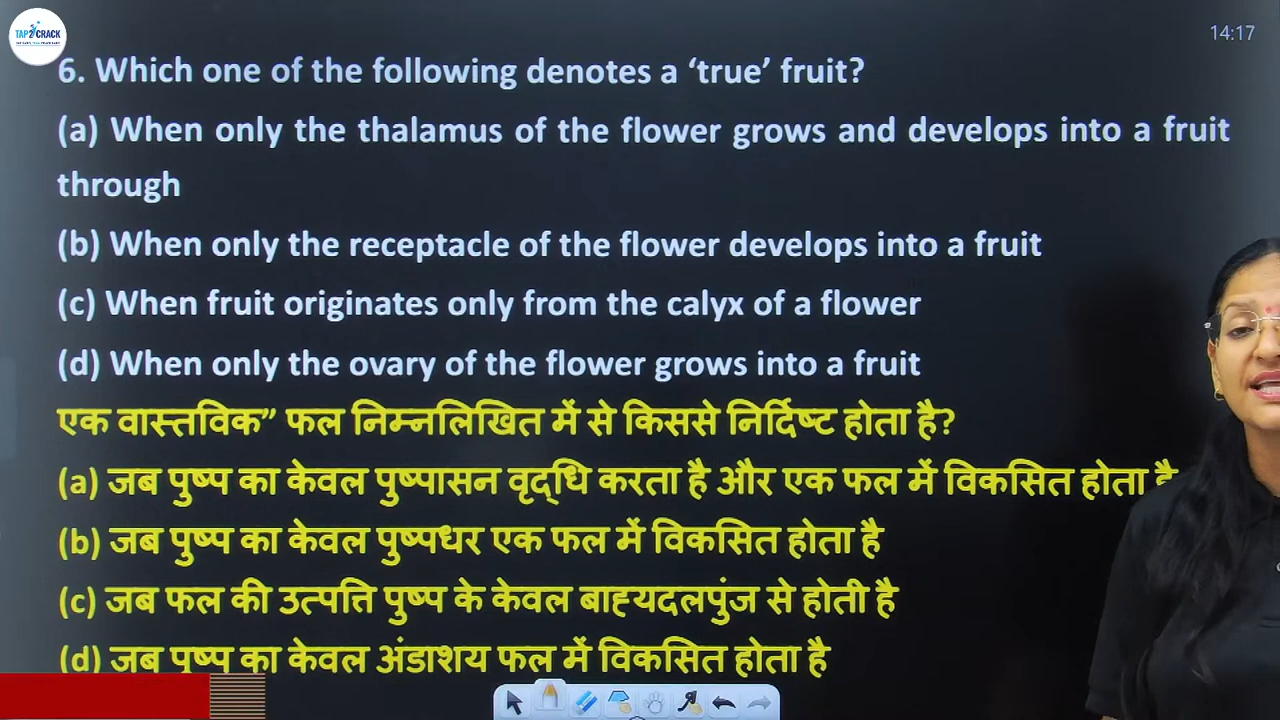 TAP2CRACK
14:17
6. Which one of the following denotes a ‘true’ fruit?
(a) When only the thalamus of the flower grows and develops into a fruit
through
(b) When only the receptacle of the flower develops into a fruit
(c) When fruit originates only from the calyx of a flower
(d) When only the ovary of the flower grows into a fruit
एक वास्तविक” फल निम्नलिखित में से किससे निर्दिष्ट होता है?
(a) जब पुष्प का केवल पुष्पासन वृद्धि करता है और एक फल में विकसित होता है
(b) जब पुष्प का केवल पुष्पधर एक फल में विकसित होता है
(c) जब फल की उत्पत्ति पुष्प के केवल बाह्यदलपुंज से होती है
(d) जब पुष्प का केवल अंडाशय फल में विकसित होता है